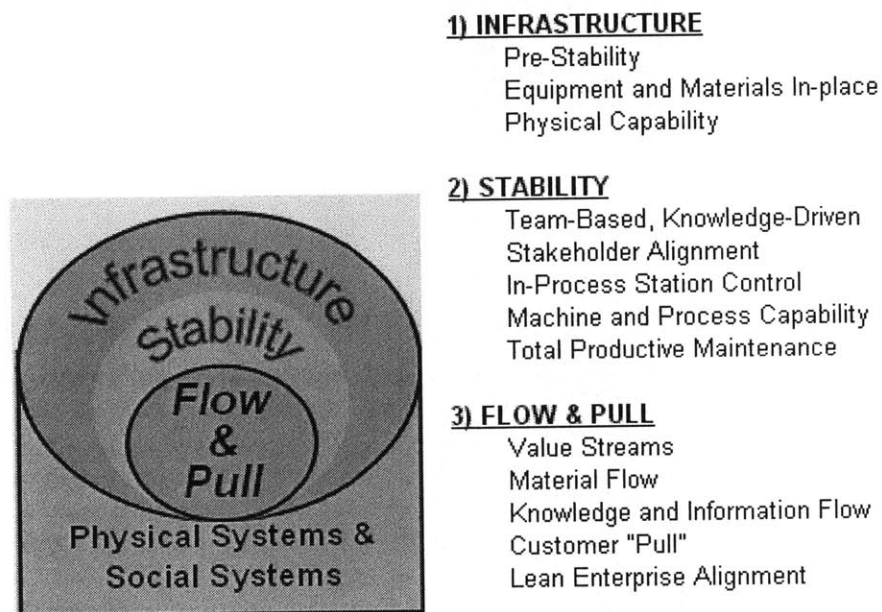 1) INFRASTRUCTURE
Pre-Stability
Equipment and Materials In-place
Physical Capability
2) STABILITY
Team-Based, Knowledge-Driven
Stakeholder Alignment
In-Process Station Control
Machine and Process Capability
Total Productive Maintenance
3) FLOW & PULL
Value Streams
Material Flow
Knowledge and Information Flow
Customer "Pull"
Lean Enterprise Alignment
Infrastructure
Stability
Flow
&
Pull
Physical Systems &
Social Systems